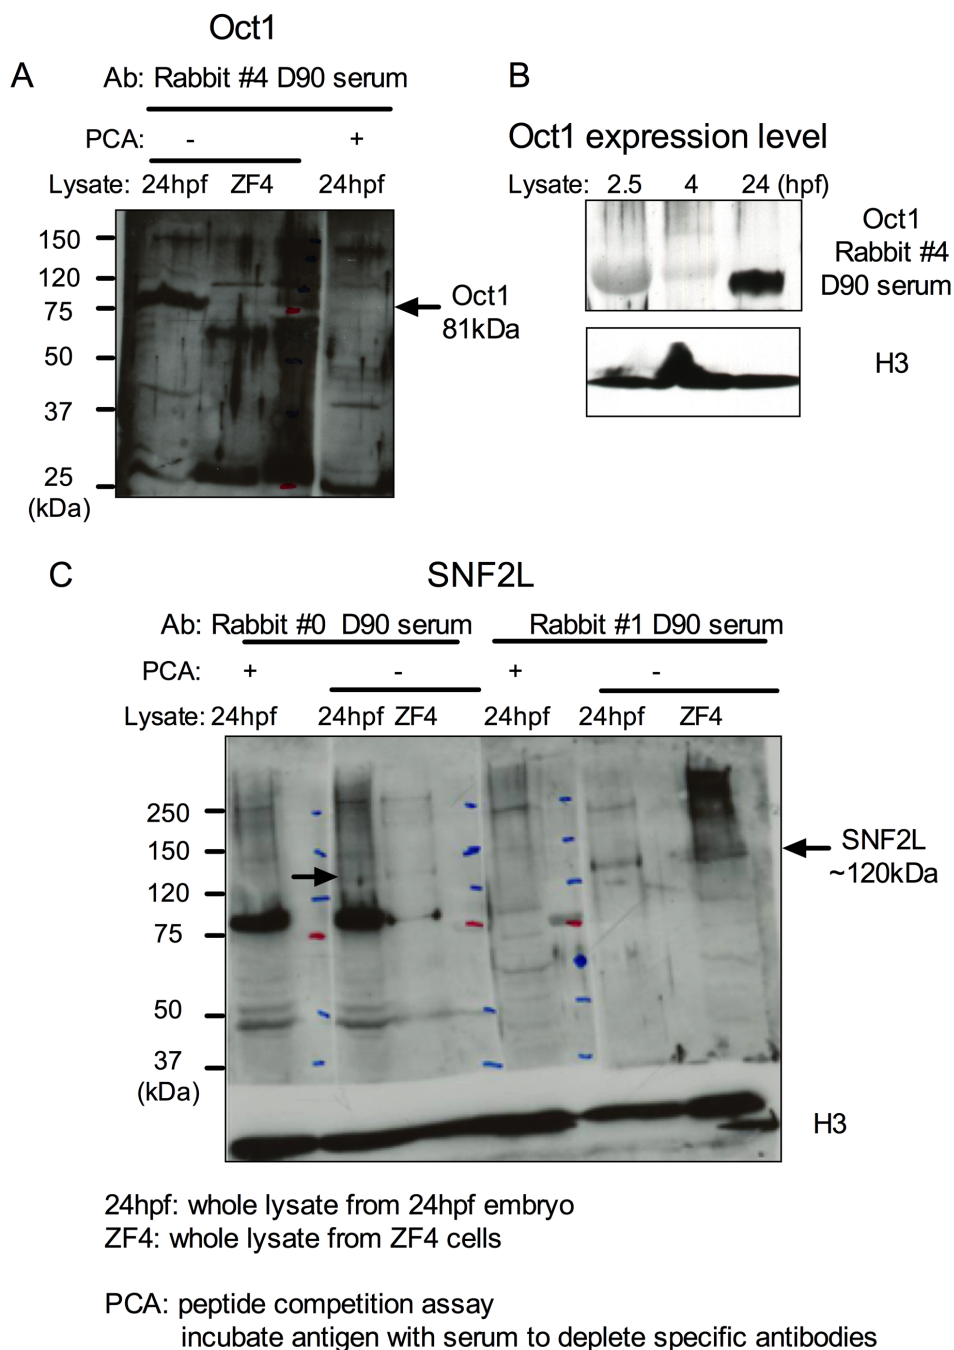 Oct1
A
Ab: Rabbit #4 D90 serum
PCA: - +
Lysate: 24hpf ZF4 24hpf
150
120
75
50
37
25
(kDa)
Oct1
81kDa
B
Oct1 expression level
Lysate: 2.5 4 24 (hpf)
Oct1
Rabbit #4
D90 serum
H3
C
SNF2L
Ab: Rabbit #0 D90 serum Rabbit #1 D90 serum
PCA: + - + -
Lysate: 24hpf 24hpf ZF4 24hpf 24hpf ZF4
250
150
120
75
50
37
(kDa)
SNF2L
~120kDa
H3
24hpf: whole lysate from 24hpf embryo
ZF4: whole lysate from ZF4 cells
PCA: peptide competition assay
incubate antigen with serum to deplete specific antibodies